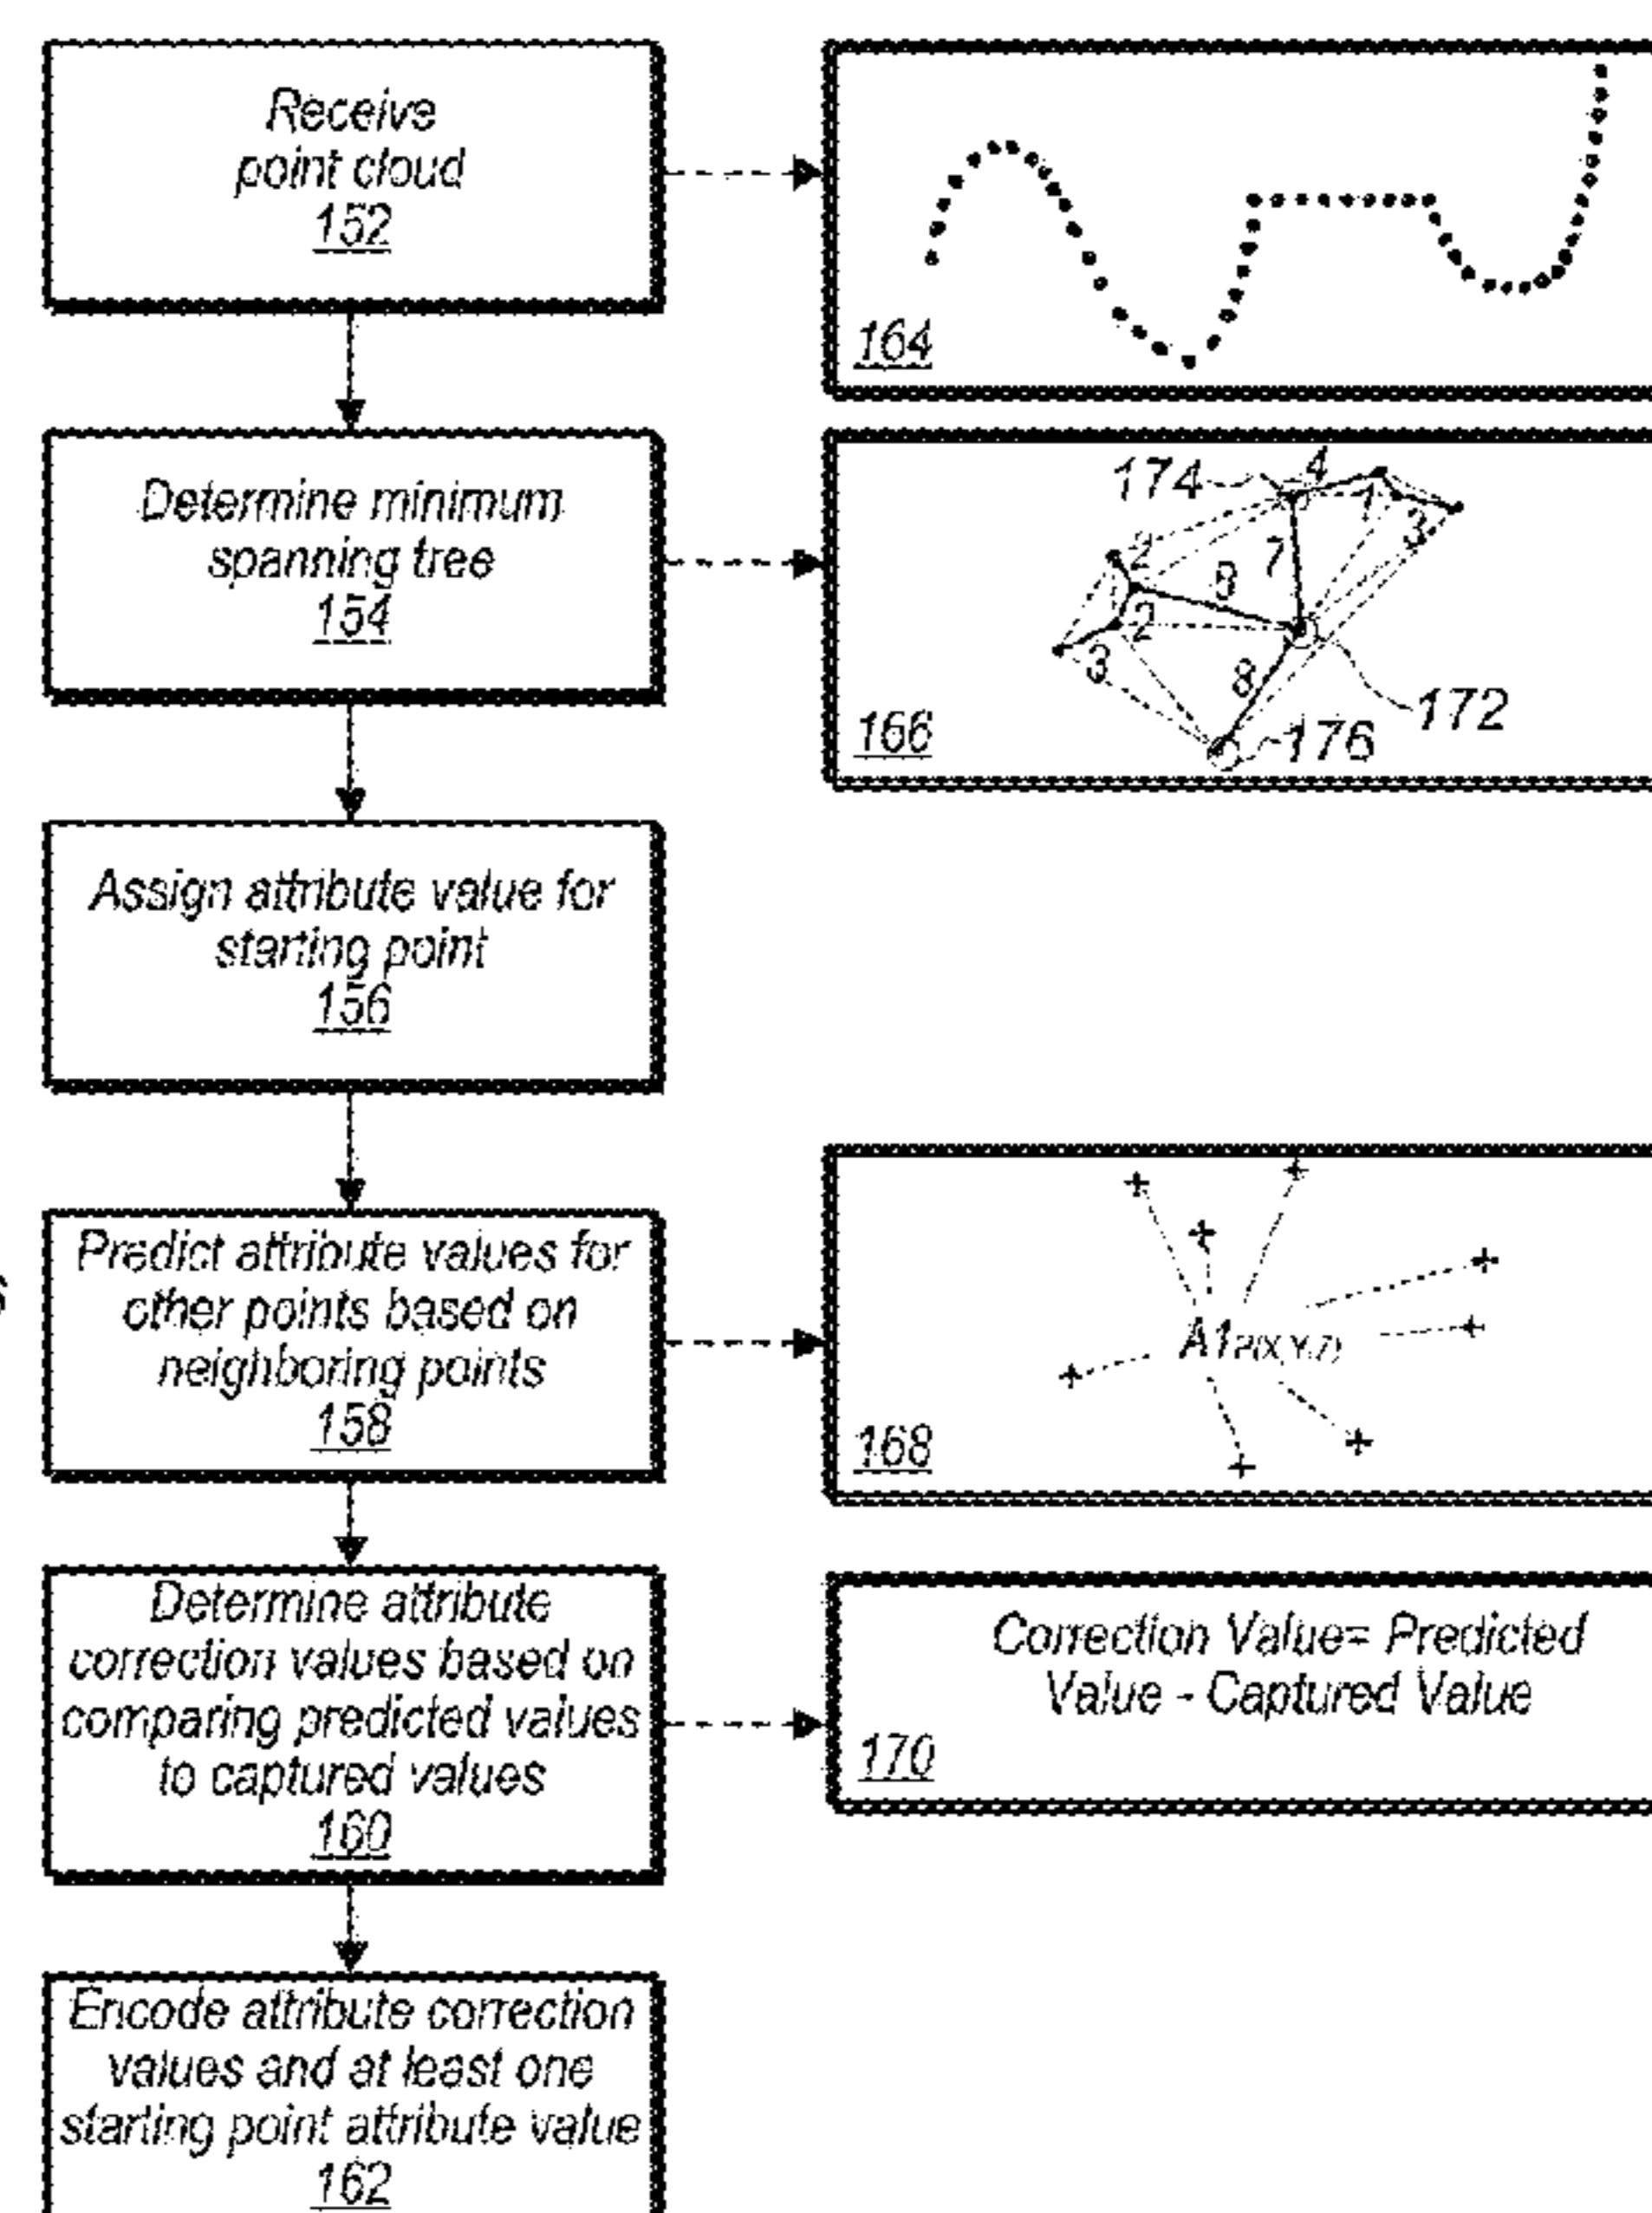 Receive
point cloud
152
164
Determine minimum
spanning tree
154
174
4
1
3
2
7
8
2
3
8
172
166
176
Assign attribute value for
starting point
156
Predict attribute values for
other points based on
neighboring points
158
A1P(X,Y,Z)
168
Determine attribute
correction values based on
comparing predicted values
to captured values
160
Correction Value= Predicted
Value - Captured Value
170
Encode attribute correction
values and at least one
starting point attribute value
162